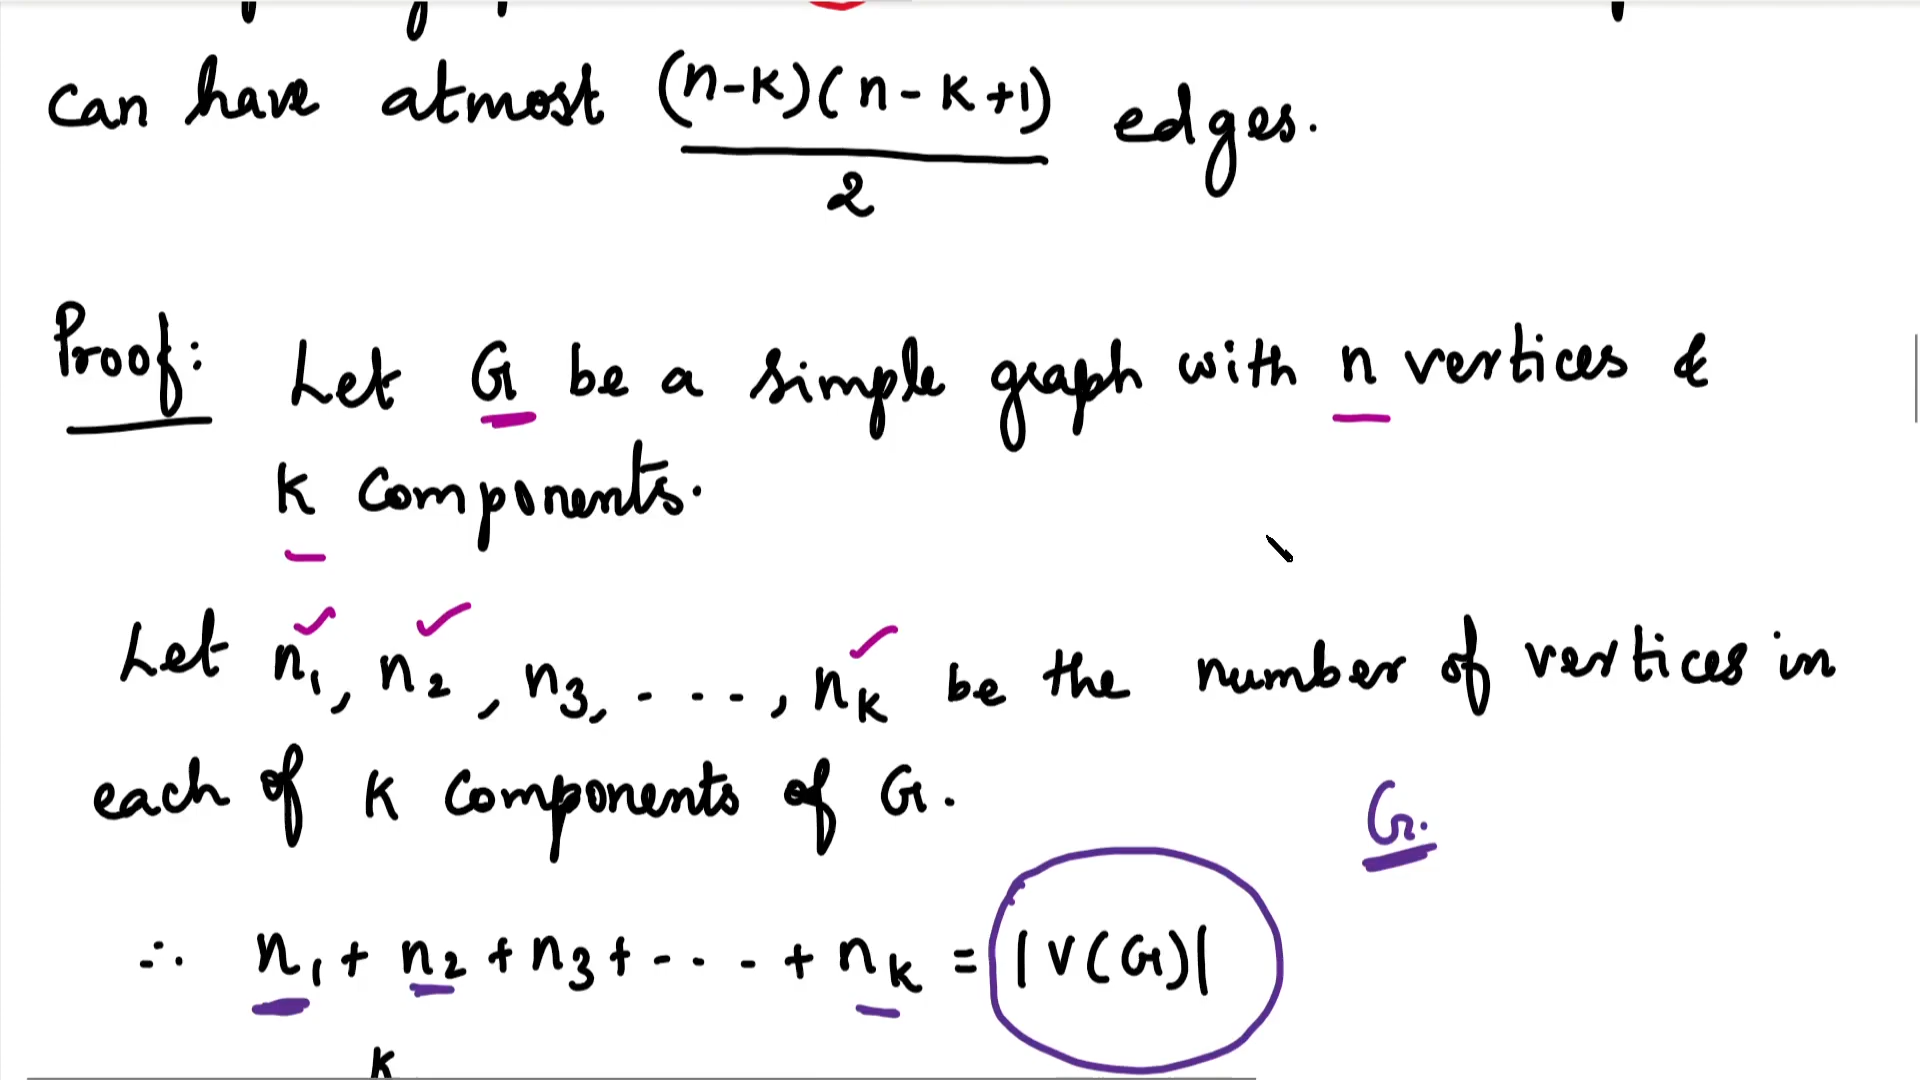 can have atmost (n-k)(n-k+1)/2 edges.
Proof: Let G be a simple graph with n vertices &
k components.
Let n1, n2, n3, ...., nk be the number of vertices in
each of k components of G.
G.
∴ n1 + n2 + n3 + ---- + nk = |V(G)|
k